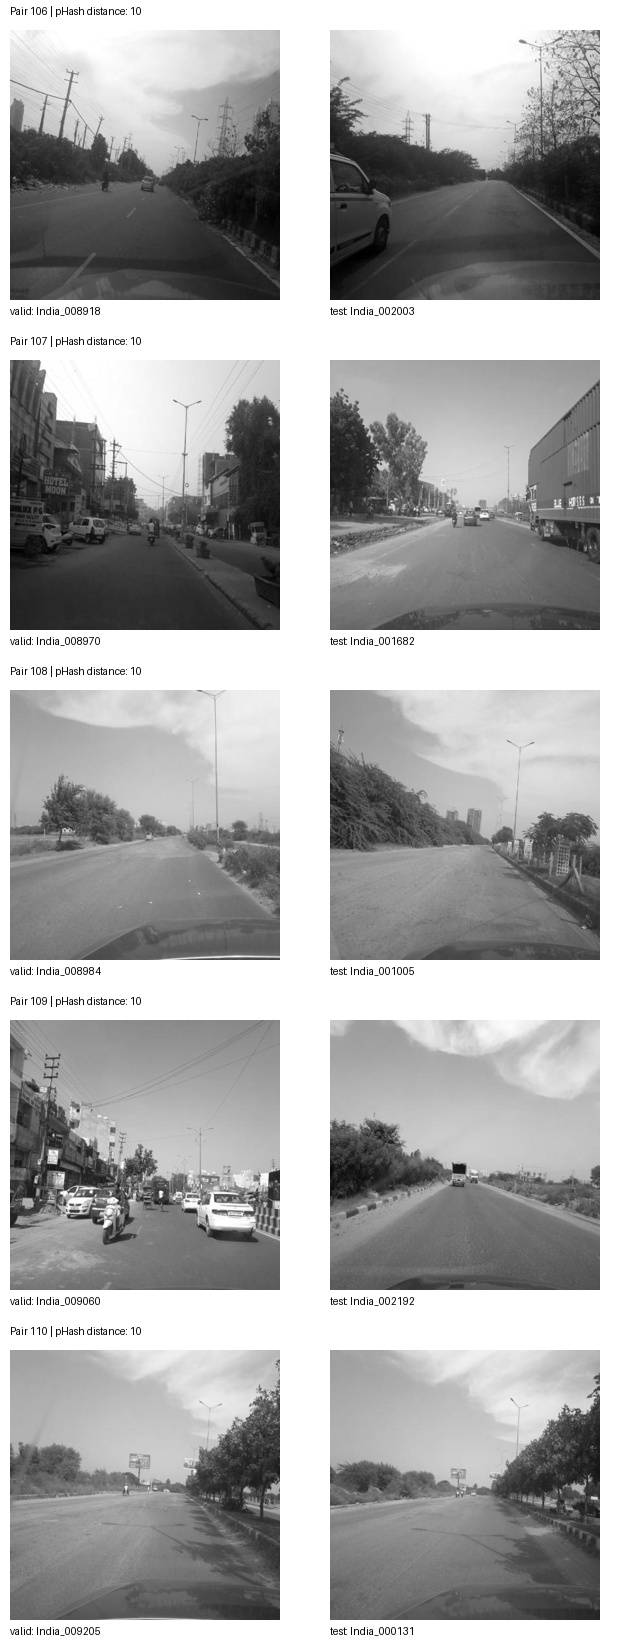 Pair 106 | pHash distance: 10
valid: India_008918
test: India_002003
Pair 107 | pHash distance: 10
HOTEL
MOON
valid: India_008970
test: India_001682
Pair 108 | pHash distance: 10
valid: India_008984
test: India_001005
Pair 109 | pHash distance: 10
valid: India_009060
test: India_002192
Pair 110 | pHash distance: 10
valid: India_009205
test: India_000131